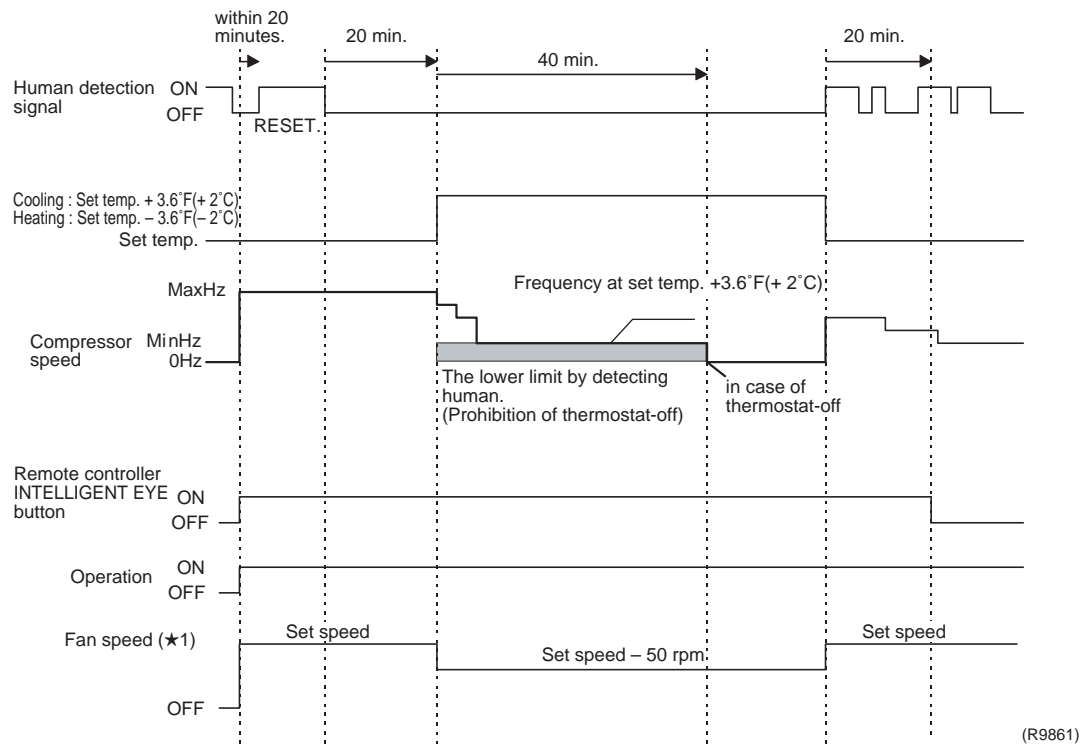 within 20
minutes.
20 min.
40 min.
20 min.
Human detection
signal
ON
OFF
RESET.
Cooling : Set temp. + 3.6˚F(+ 2˚C)
Heating : Set temp. – 3.6˚F(– 2˚C)
Set temp.
MaxHz
Frequency at set temp. +3.6˚F(+ 2˚C)
Compressor
speed
MinHz
0Hz
The lower limit by detecting
human.
(Prohibition of thermostat-off)
in case of
thermostat-off
Remote controller
INTELLIGENT EYE
button
ON
OFF
Operation
ON
OFF
Fan speed (★1)
Set speed
Set speed – 50 rpm
Set speed
OFF
(R9861)